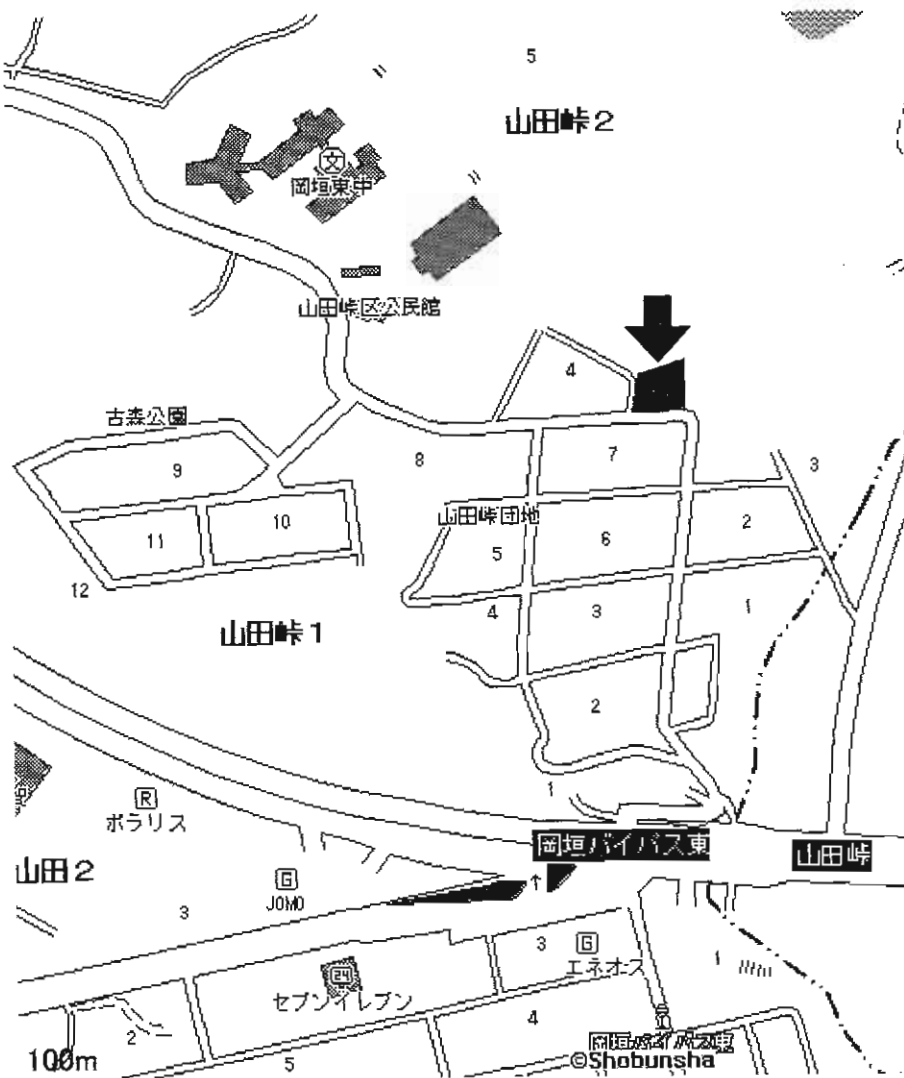 5
山田峠2
文
岡垣東中
山田峠区公民館
4
古森公園
9
8
7
3
10
山田峠団地
11
5
6
2
12
4
3
1
山田峠1
2
R
ポラリス
1
岡垣バイパス東
山田峠
山田2
G
JOMO
↑
3
3
G
エネオス
1
24
セブンイレブン
4
2
岡垣バイパス東
100m
5
©Shobunsha